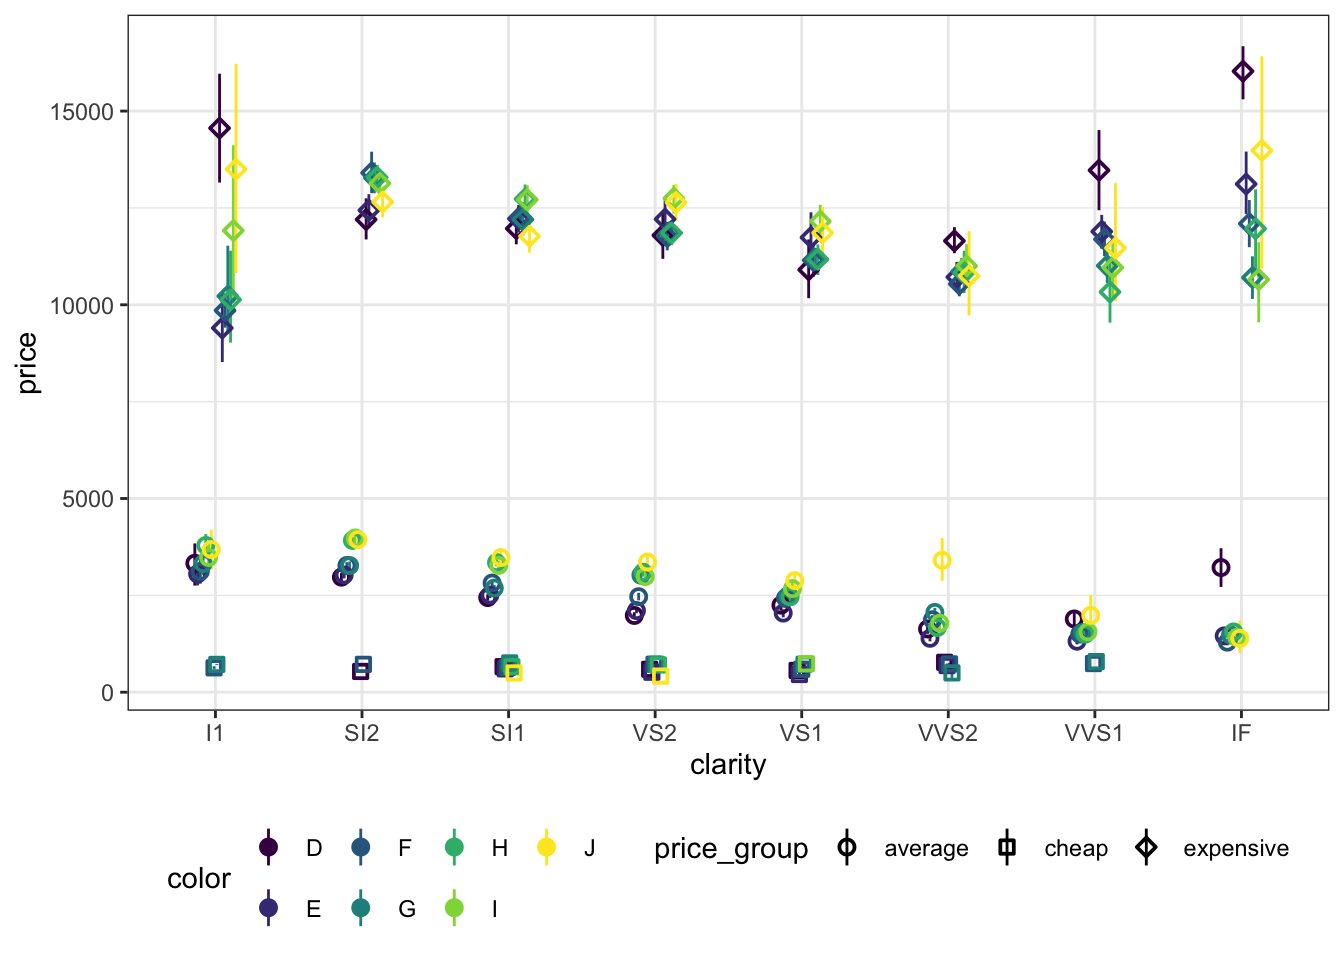 15000
10000
5000
0
price
I1 SI2 SI1 VS2 VS1 VVS2 VVS1 IF
clarity
color
D F H J
E G I
price_group average cheap expensive